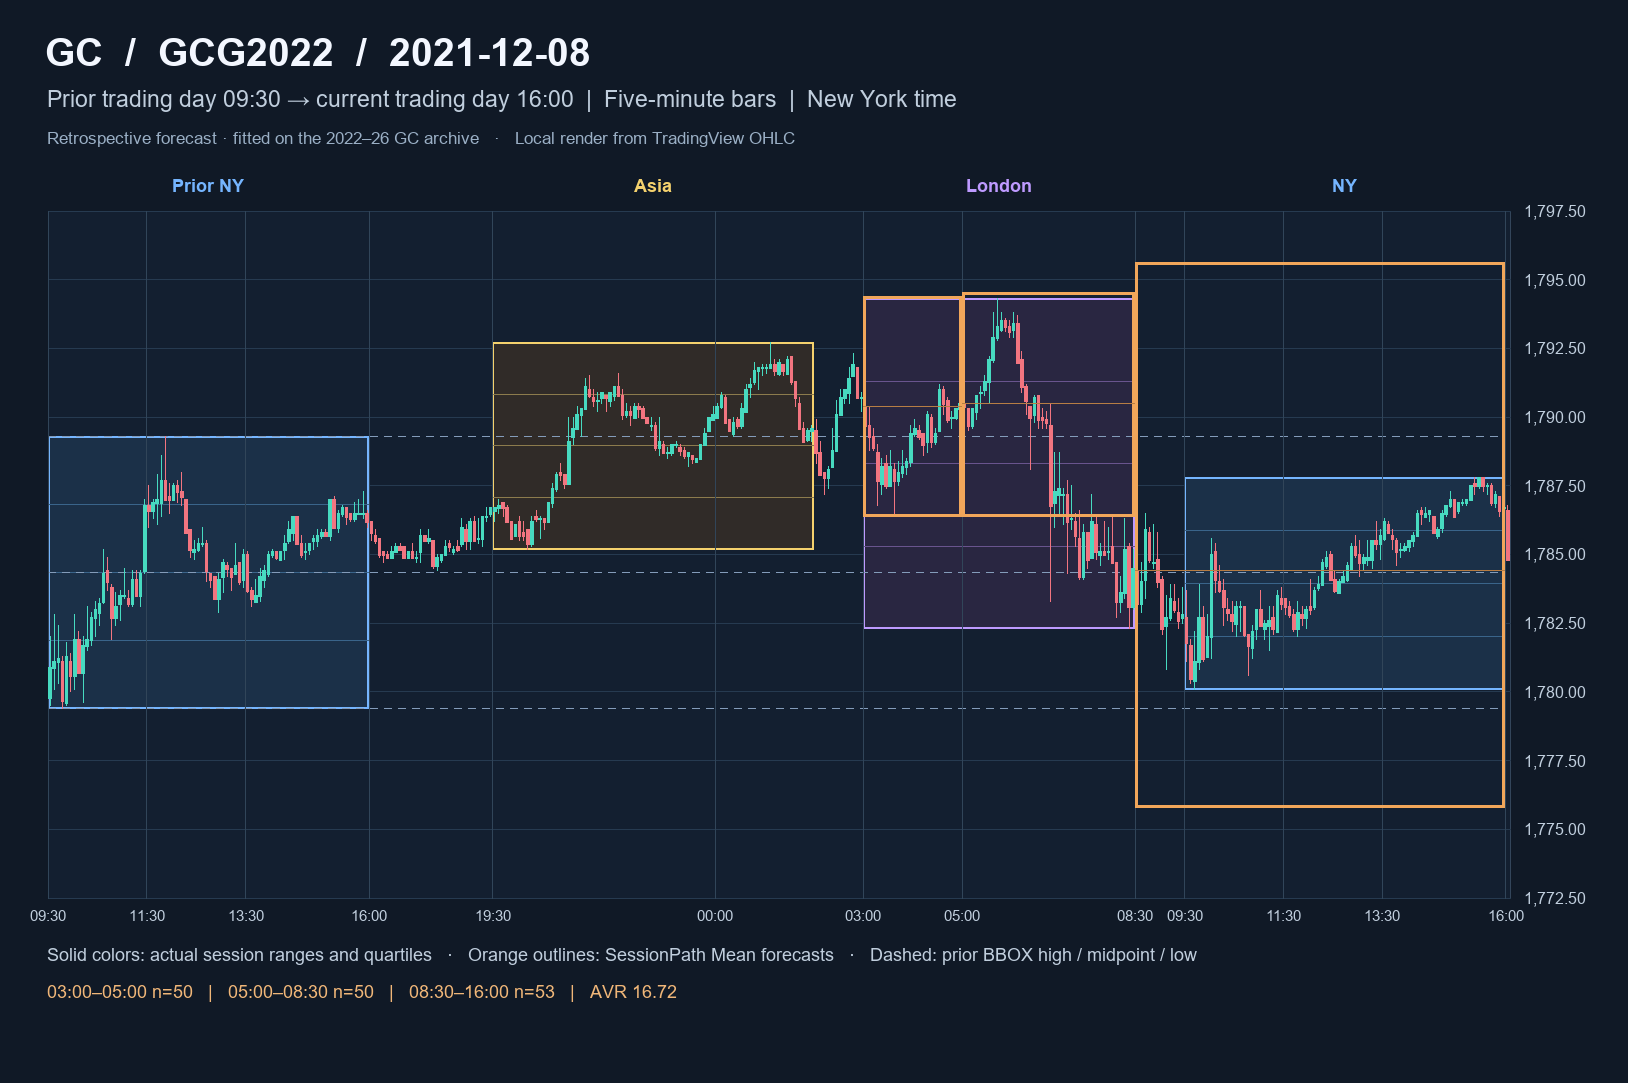 GC / GCG2022 / 2021-12-08
Prior trading day 09:30 → current trading day 16:00 | Five-minute bars | New York time
Retrospective forecast · fitted on the 2022–26 GC archive · Local render from TradingView OHLC
Prior NY Asia London NY
1,797.50
1,795.00
1,792.50
1,790.00
1,787.50
1,785.00
1,782.50
1,780.00
1,777.50
1,775.00
1,772.50
09:30 11:30 13:30 16:00 19:30 00:00 03:00 05:00 08:30 09:30 11:30 13:30 16:00
Solid colors: actual session ranges and quartiles · Orange outlines: SessionPath Mean forecasts · Dashed: prior BBOX high / midpoint / low
03:00–05:00 n=50 | 05:00–08:30 n=50 | 08:30–16:00 n=53 | AVR 16.72